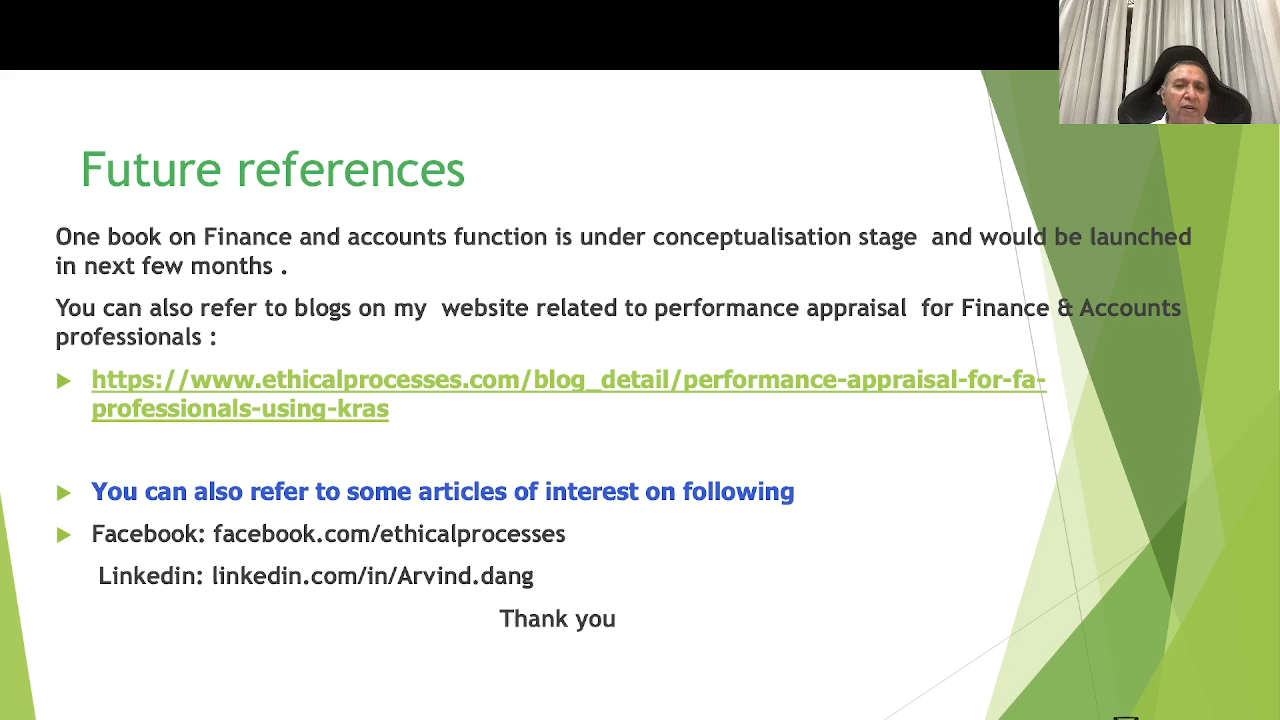 Future references
One book on Finance and accounts function is under conceptualisation stage and would be launched
in next few months .
You can also refer to blogs on my website related to performance appraisal for Finance & Accounts
professionals :
https://www.ethicalprocesses.com/blog_detail/performance-appraisal-for-fa-
professionals-using-kras
You can also refer to some articles of interest on following
Facebook: facebook.com/ethicalprocesses
Linkedin: linkedin.com/in/Arvind.dang
Thank you